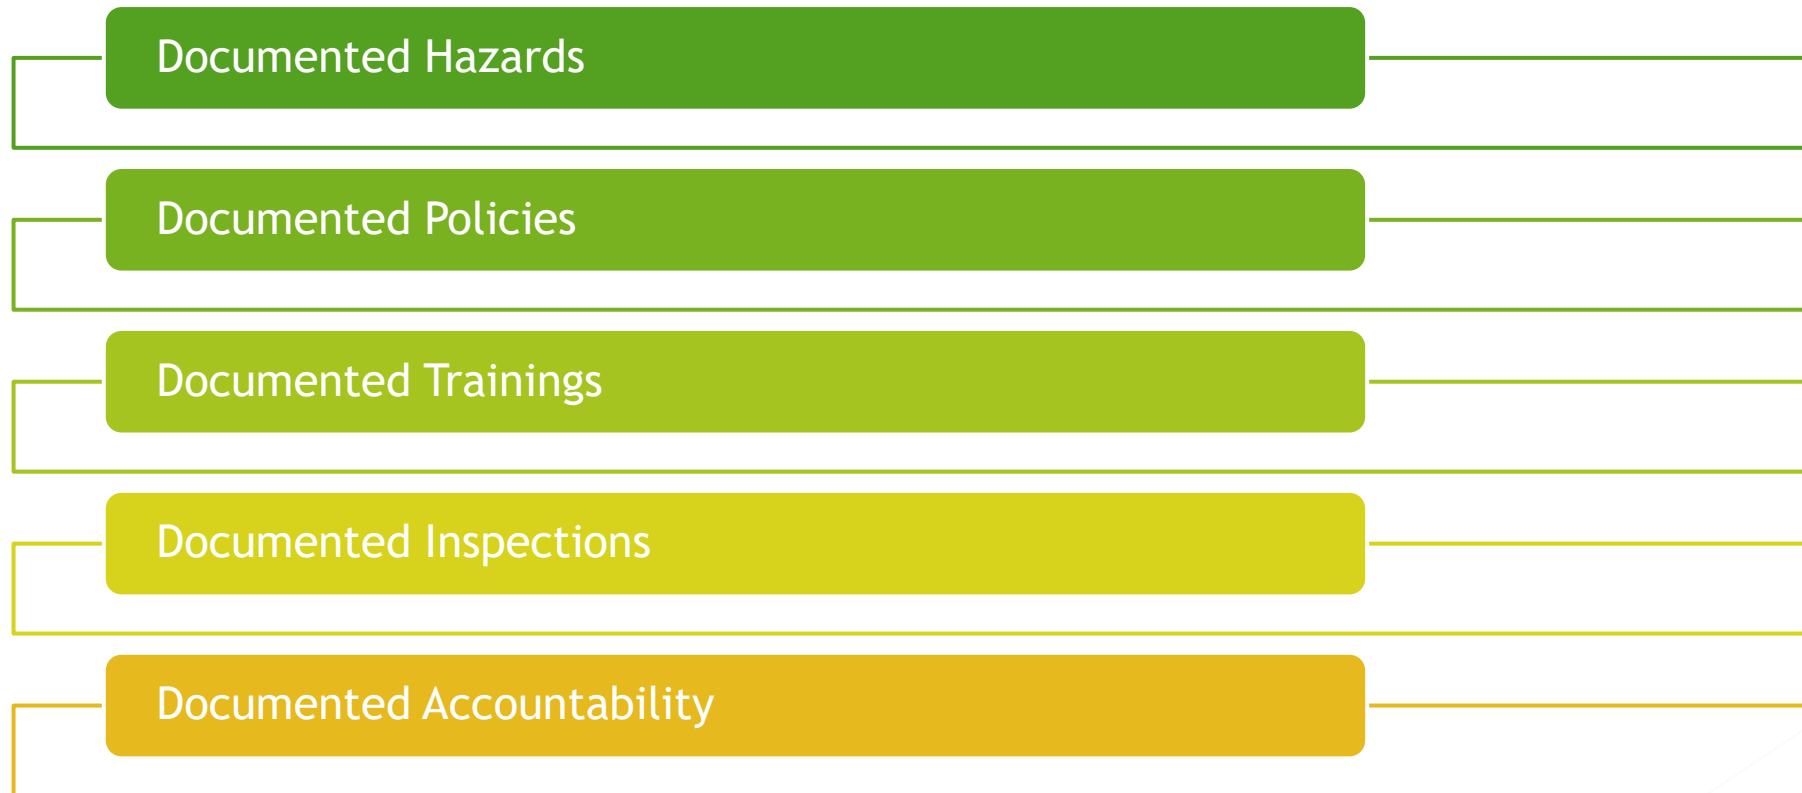 Documented Hazards
Documented Policies
Documented Trainings
Documented Inspections
Documented Accountability